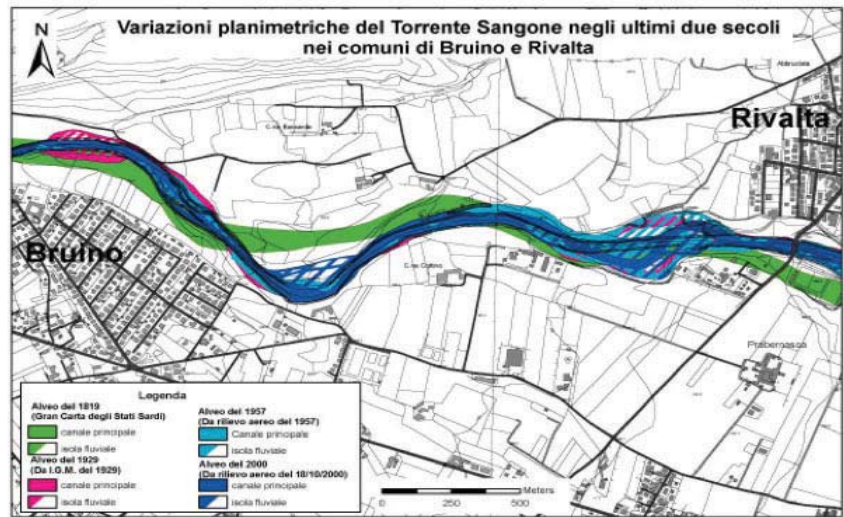 Variazioni planimetriche del Torrente Sangone negli ultimi due secoli
nei comuni di Bruino e Rivalta
N
Rivalta
Bruino
Legenda
Alveo del 1819
(Gran Carta degli Stati Sardi)
canale principale
isola fluviale
Alveo del 1929
(Da I.G.M. del 1929)
canale principale
isola fluviale
Alveo del 1957
(Da rilievo aereo del 1957)
Canale principale
isola fluviale
Alveo del 2000
(Da rilievo aereo del 18/10/2000)
canale principale
isola fluviale
Meters
0 250 500